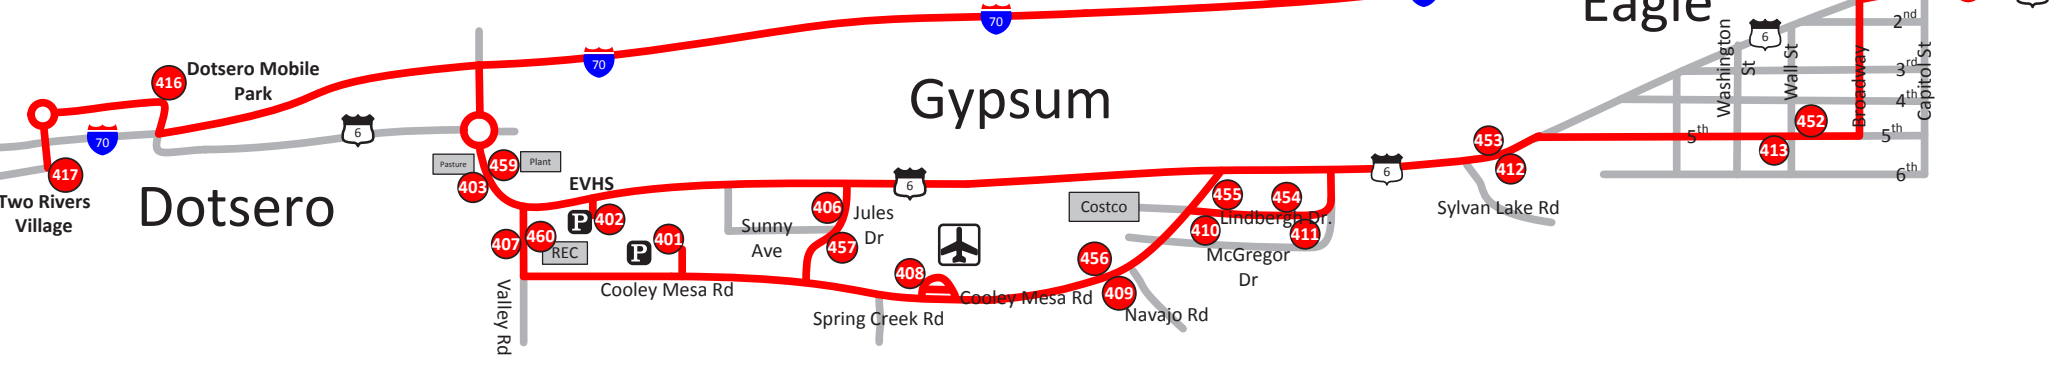 Eagle
70
2nd
6
Washington
St
Wall St
Broadway
Capitol St
3rd
4th
5th
5th
6th
452
413
70
416
Dotsero Mobile
Park
70
6
Gypsum
417
Two Rivers
Village
Dotsero
Pasture
459
Plant
403
EVHS
P
402
407
460
REC
P
401
Valley Rd
Cooley Mesa Rd
Sunny
Ave
406
Jules
Dr
457
6
408
Spring Creek Rd
Cooley Mesa Rd
456
409
Navajo Rd
Costco
455
454
Lindbergh Dr.
410
411
McGregor
Dr
6
453
412
Sylvan Lake Rd